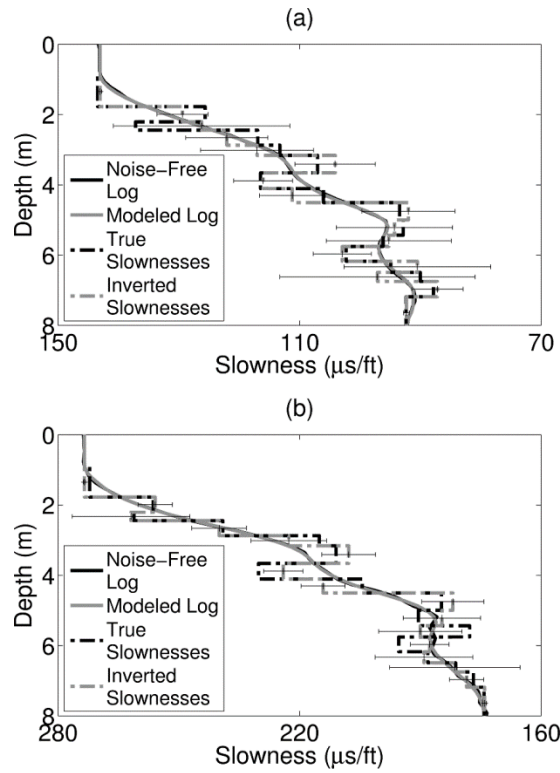 (a)
0
2
4
6
8
Depth (m)
Noise−Free
Log
Modeled Log
True
Slownesses
Inverted
Slownesses
150
110
70
Slowness (μs/ft)
(b)
0
2
4
6
8
Depth (m)
Noise−Free
Log
Modeled Log
True
Slownesses
Inverted
Slownesses
280
220
160
Slowness (μs/ft)